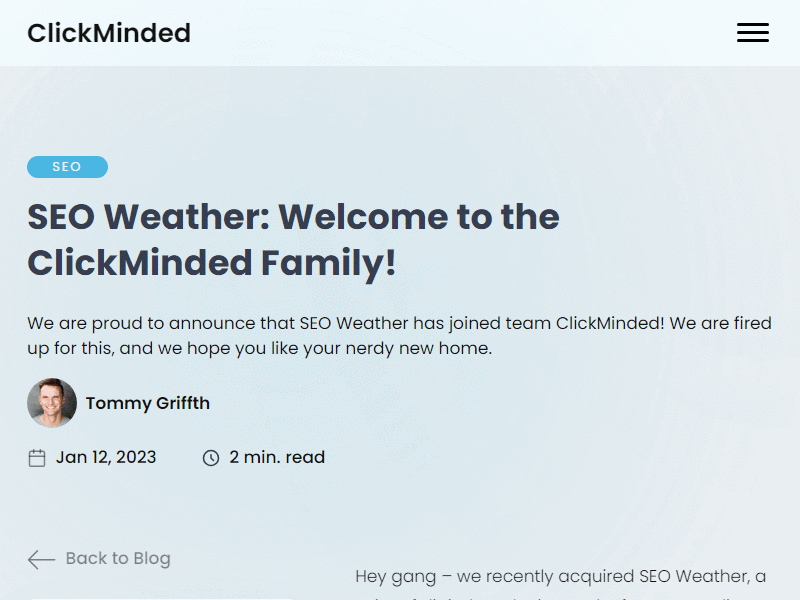 ClickMinded
SEO
SEO Weather: Welcome to the
ClickMinded Family!
We are proud to announce that SEO Weather has joined team ClickMinded! We are fired
up for this, and we hope you like your nerdy new home.
Tommy Griffth
Jan 12, 2023
2 min. read
Back to Blog
Hey gang – we recently acquired SEO Weather, a